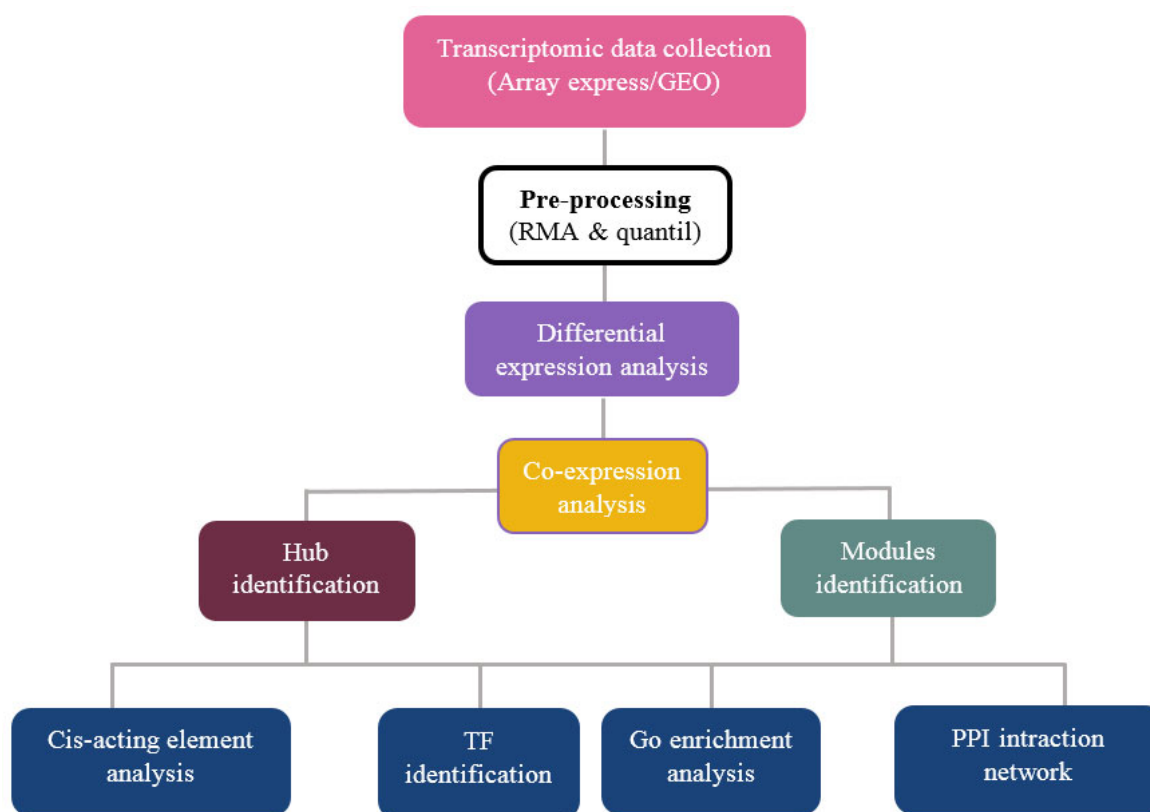 Transcriptomic data collection
(Array express/GEO)
Pre-processing
(RMA & quantil)
Differential
expression analysis
Co-expression
analysis
Hub
identification
Modules
identification
Cis-acting element
analysis
TF
identification
Go enrichment
analysis
PPI intraction
network